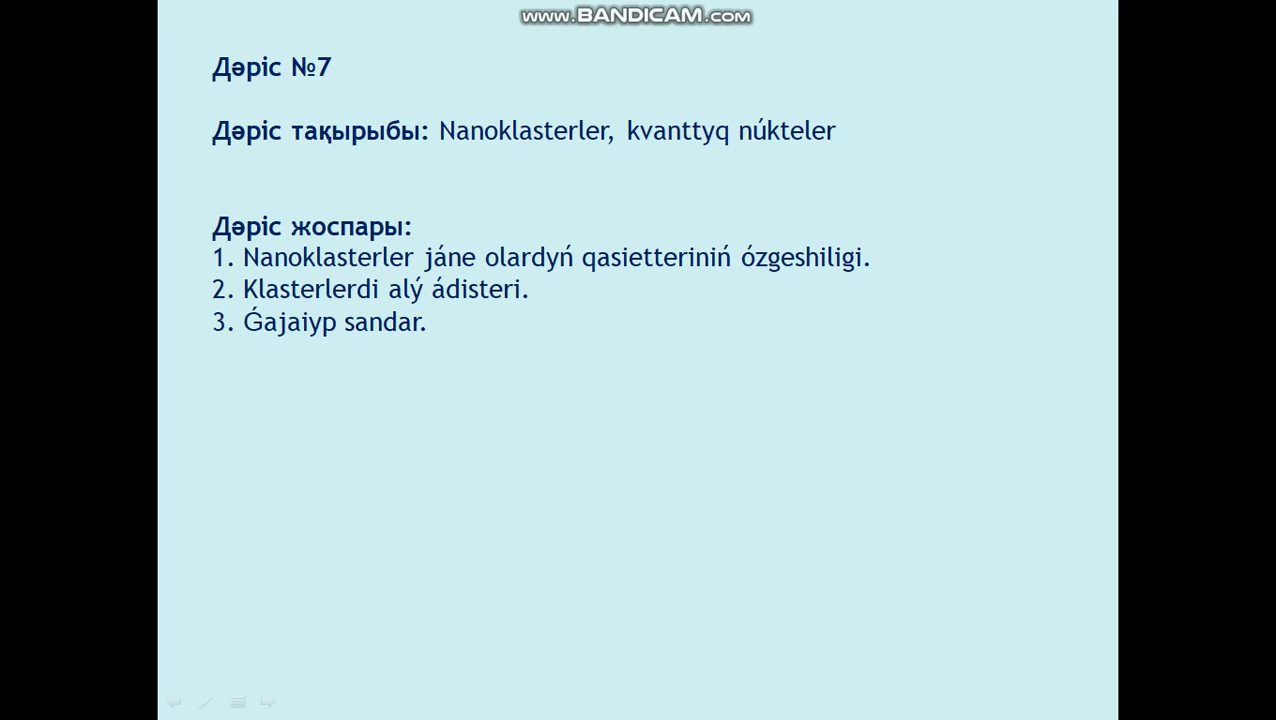 www.BANDICAM.com
Дәріс №7
Дәріс тақырыбы: Nanoklasterler, kvanttyq núkteler
Дәріс жоспары:
1. Nanoklasterler jáne olardyń qasietteriniń ózgeshiligi.
2. Klasterlerdi alý ádisteri.
3. Ǵajaiyp sandar.